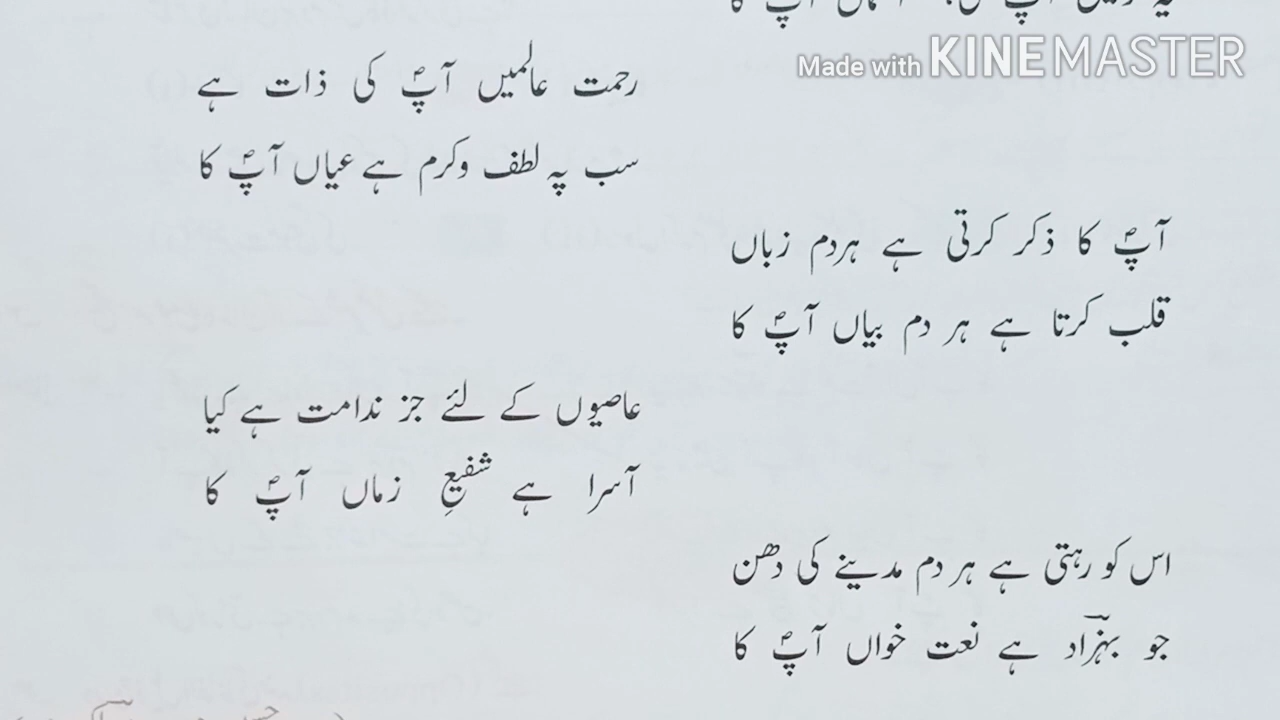 Made with KINEMASTER
رحمت عالمیں آپؐ کی ذات ہے
سب پہ لطف وکرم ہے عیاں آپؐ کا
آپؐ کا ذکر کرتی ہے ہردم زباں
قلب کرتا ہے ہر دم بیاں آپؐ کا
عاصیوں کے لئے جز ندامت ہے کیا
آسرا ہے شفیعِ زماں آپؐ کا
اس کو رہتی ہے ہر دم مدینے کی دھن
جو بہزاد ہے نعت خواں آپؐ کا